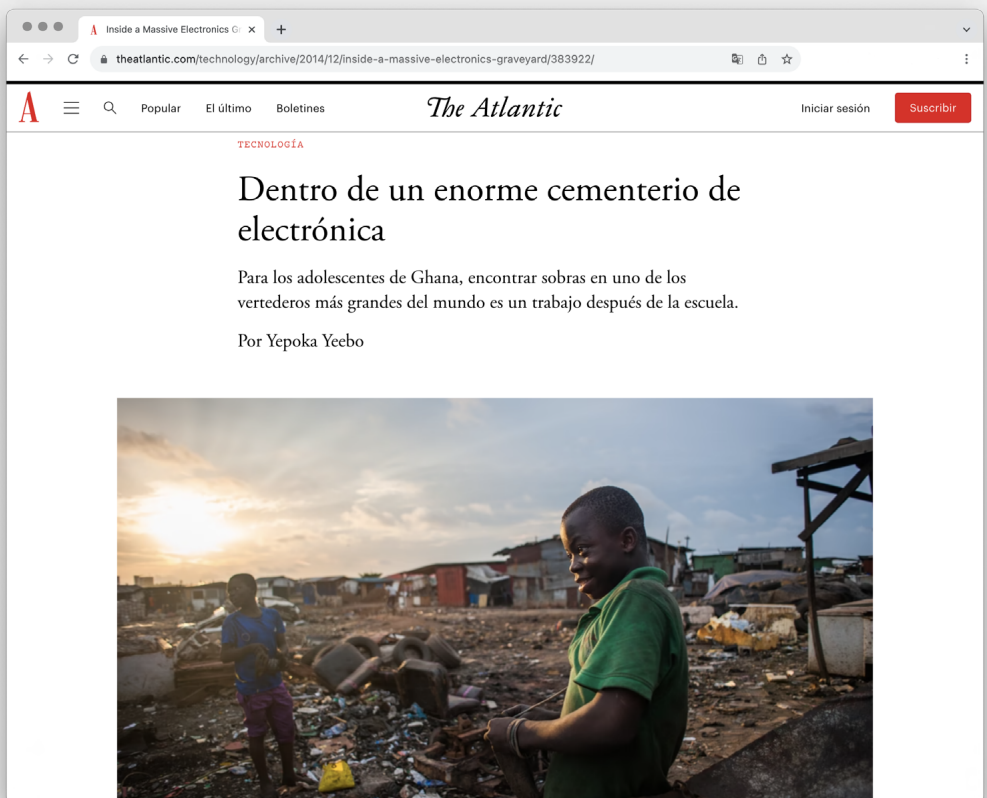 Inside a Massive Electronics Gr
theatlantic.com/technology/archive/2014/12/inside-a-massive-electronics-graveyard/383922/
A Popular El último Boletines The Atlantic Iniciar sesión Suscribir
TECNOLOGÍA
Dentro de un enorme cementerio de
electrónica
Para los adolescentes de Ghana, encontrar sobras en uno de los
vertederos más grandes del mundo es un trabajo después de la escuela.
Por Yepoka Yeebo